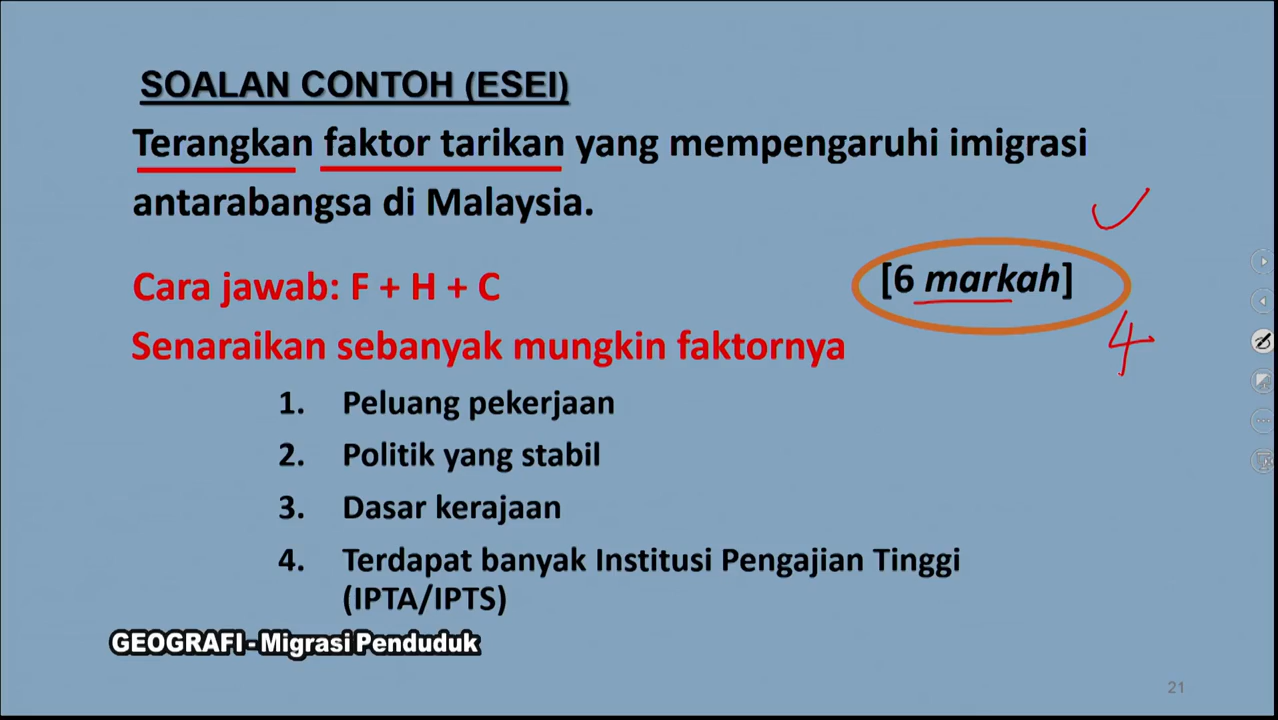 SOALAN CONTOH (ESEI)
Terangkan faktor tarikan yang mempengaruhi imigrasi
antarabangsa di Malaysia.
[6 markah]
Cara jawab: F + H + C
4
Senaraikan sebanyak mungkin faktornya
1. Peluang pekerjaan
2. Politik yang stabil
3. Dasar kerajaan
4. Terdapat banyak Institusi Pengajian Tinggi
(IPTA/IPTS)
GEOGRAFI - Migrasi Penduduk
21